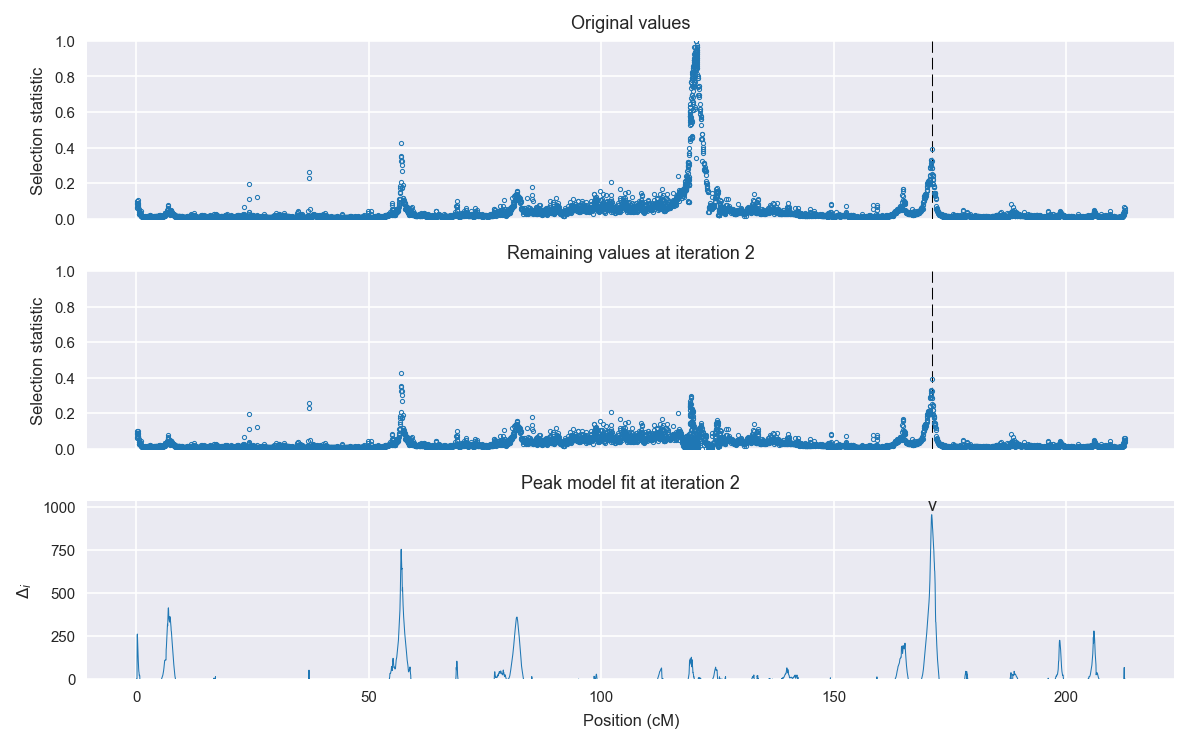 Original values
Selection statistic
1.0
0.8
0.6
0.4
0.2
0.0
Remaining values at iteration 2
Selection statistic
1.0
0.8
0.6
0.4
0.2
0.0
Peak model fit at iteration 2
v
Δi
1000
750
500
250
0
0 50 100 150 200
Position (cM)